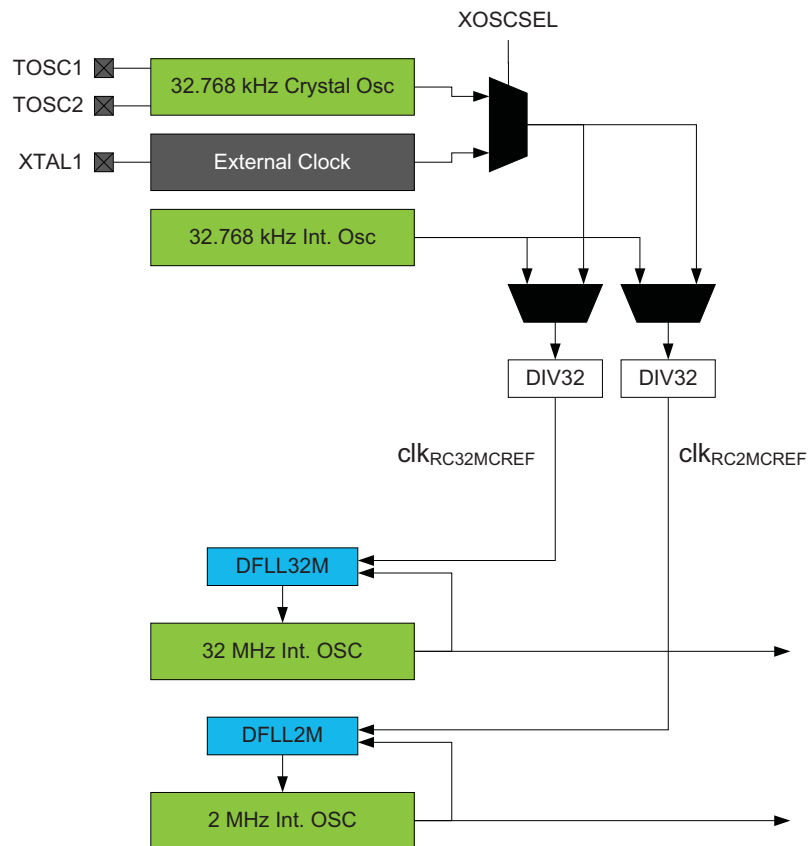 XOSCSEL
TOSC1
32.768 kHz Crystal Osc
TOSC2
XTAL1
External Clock
32.768 kHz Int. Osc
DIV32
DIV32
clkRC32MCREF
clkRC2MCREF
DFLL32M
32 MHz Int. OSC
DFLL2M
2 MHz Int. OSC